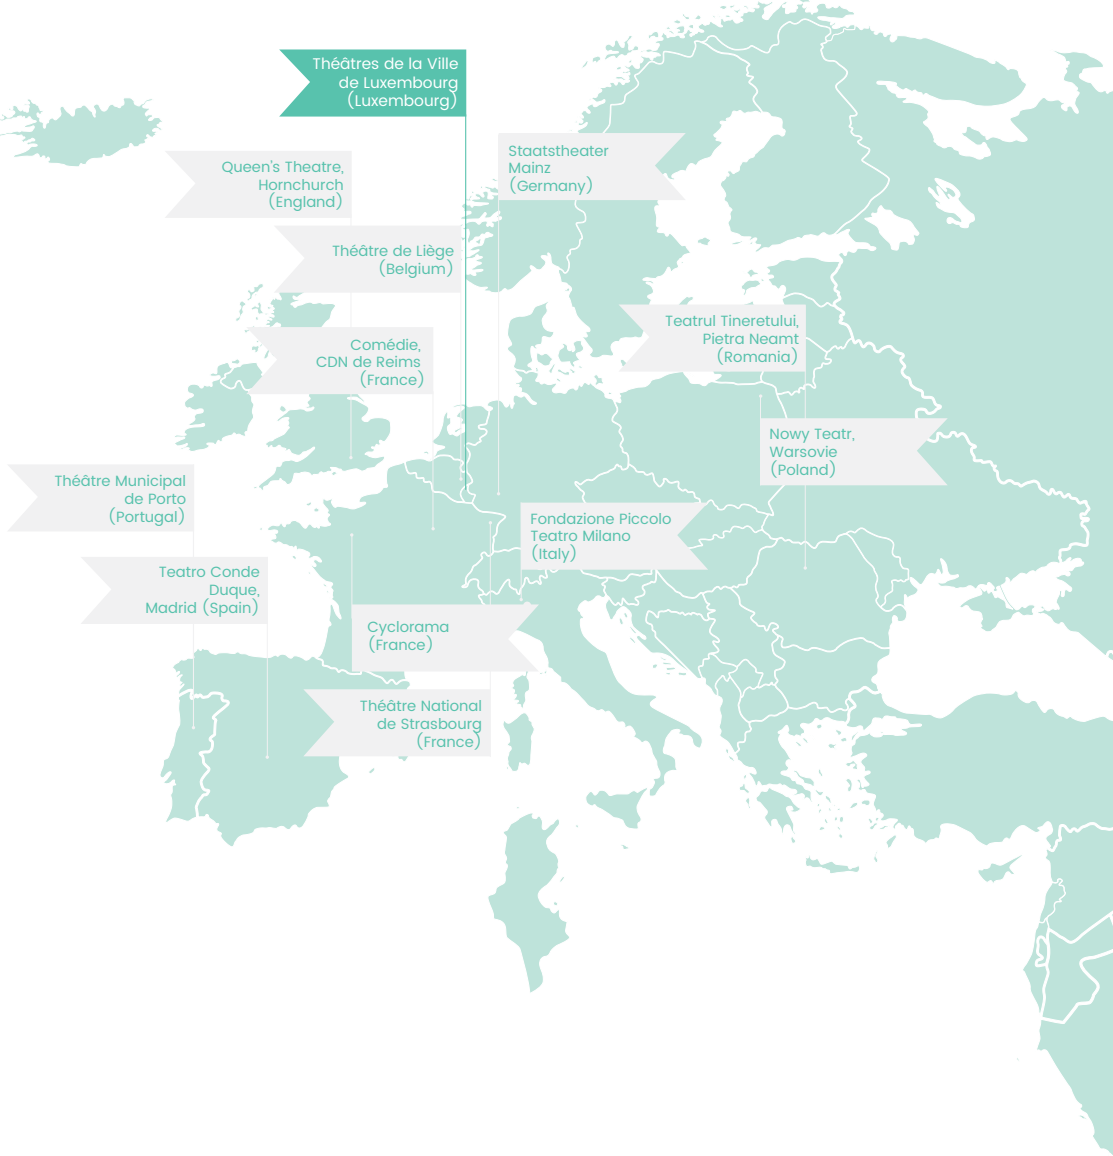 Théâtres de la Ville
de Luxembourg
(Luxembourg)
Staatstheater
Mainz
(Germany)
Queen's Theatre,
Hornchurch
(England)
Théâtre de Liège
(Belgium)
Teatrul Tineretului,
Pietra Neamt
(Romania)
Comédie,
CDN de Reims
(France)
Nowy Teatr,
Warsovie
(Poland)
Théâtre Municipal
de Porto
(Portugal)
Fondazione Piccolo
Teatro Milano
(Italy)
Teatro Conde
Duque,
Madrid (Spain)
Cyclorama
(France)
Théâtre National
de Strasbourg
(France)